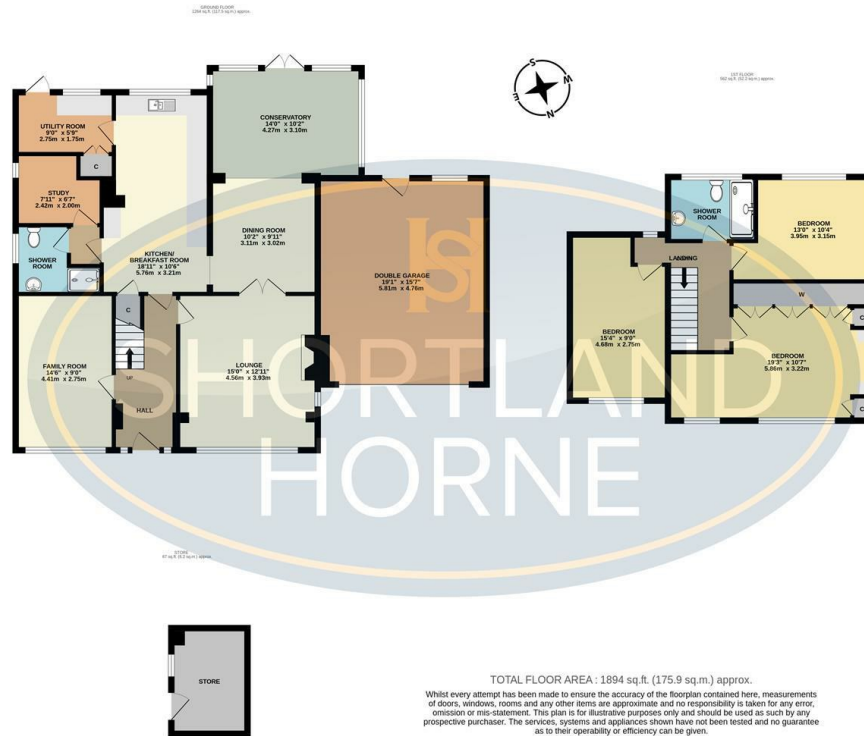 GROUND FLOOR
1ST FLOOR
S
W
E
N
CONSERVATORY
14'0" x 10'2"
4.27m x 3.10m
UTILITY ROOM
9'0" x 5'9"
2.75m x 1.75m
C
STUDY
7'11" x 6'7"
2.42m x 2.00m
SHOWER
ROOM
KITCHEN/
BREAKFAST ROOM
18'11" x 10'6"
5.76m x 3.21m
DINING ROOM
10'2" x 9'11"
3.11m x 3.02m
DOUBLE GARAGE
19'1" x 15'7"
5.81m x 4.76m
FAMILY ROOM
14'6" x 9'0"
4.41m x 2.75m
C
UP
HALL
LOUNGE
15'0" x 12'11"
4.56m x 3.93m
SHOWER
ROOM
BEDROOM
13'0" x 10'4"
3.95m x 3.15m
LANDING
W
BEDROOM
15'4" x 9'0"
4.68m x 2.75m
BEDROOM
19'3" x 10'7"
5.86m x 3.22m
C
C
SH
SHORTLAND
HORNE
STORE
STORE
TOTAL FLOOR AREA : 1894 sq.ft. (175.9 sq.m.) approx.
Whilst every attempt has been made to ensure the accuracy of the floorplan contained here, measurements
of doors, windows, rooms and any other items are approximate and no responsibility is taken for any error,
omission or mis-statement. This plan is for illustrative purposes only and should be used as such by any
prospective purchaser. The services, systems and appliances shown have not been tested and no guarantee
as to their operability or efficiency can be given.